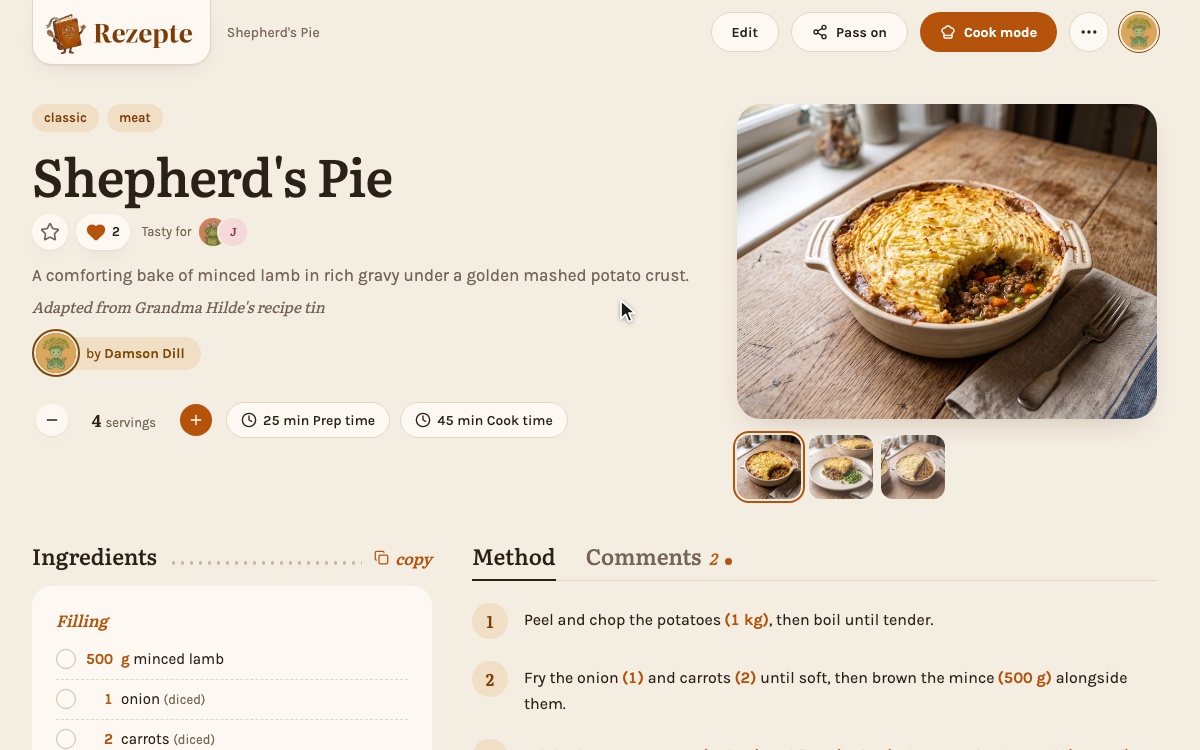 Rezepte
Shepherd's Pie
Edit
Pass on
Cook mode
classic
meat
Shepherd's Pie
2
Tasty for
J
A comforting bake of minced lamb in rich gravy under a golden mashed potato crust.
Adapted from Grandma Hilde's recipe tin
by Damson Dill
4 servings
25 min Prep time
45 min Cook time
Ingredients
copy
Method
Comments 2
Filling
500 g minced lamb
1 onion (diced)
2 carrots (diced)
1 Peel and chop the potatoes (1 kg), then boil until tender.
2 Fry the onion (1) and carrots (2) until soft, then brown the mince (500 g) alongside
them.